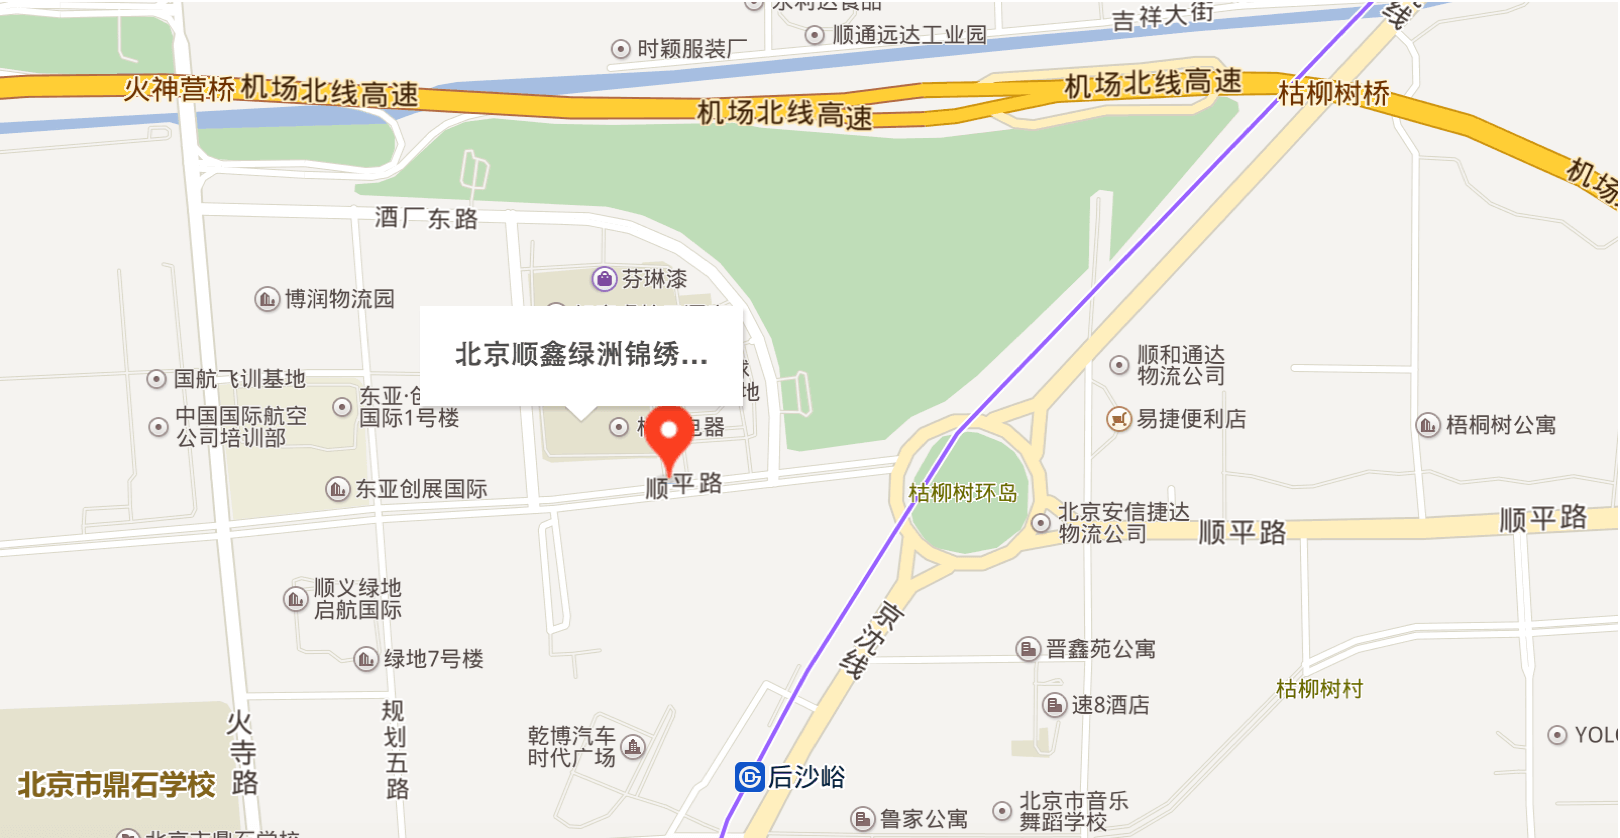 吉祥大街
顺通远达工业园
时颖服装厂
火神营桥
机场北线高速
机场北线高速
机场北线高速
枯柳树桥
酒厂东路
芬琳漆
博润物流园
北京顺鑫绿洲锦绣...
国航飞训基地
中国国际航空
公司培训部
东亚·
国际1号楼
地
电器
顺和通达
物流公司
易捷便利店
梧桐树公寓
东亚创展国际
顺平路
枯柳树环岛
北京安信捷达
物流公司
顺平路
顺平路
顺义绿地
启航国际
绿地7号楼
京沈线
晋鑫苑公寓
枯柳树村
速8酒店
火寺路
规划五路
乾博汽车
时代广场
YOL
北京市鼎石学校
后沙峪
鲁家公寓
北京市音乐
舞蹈学校